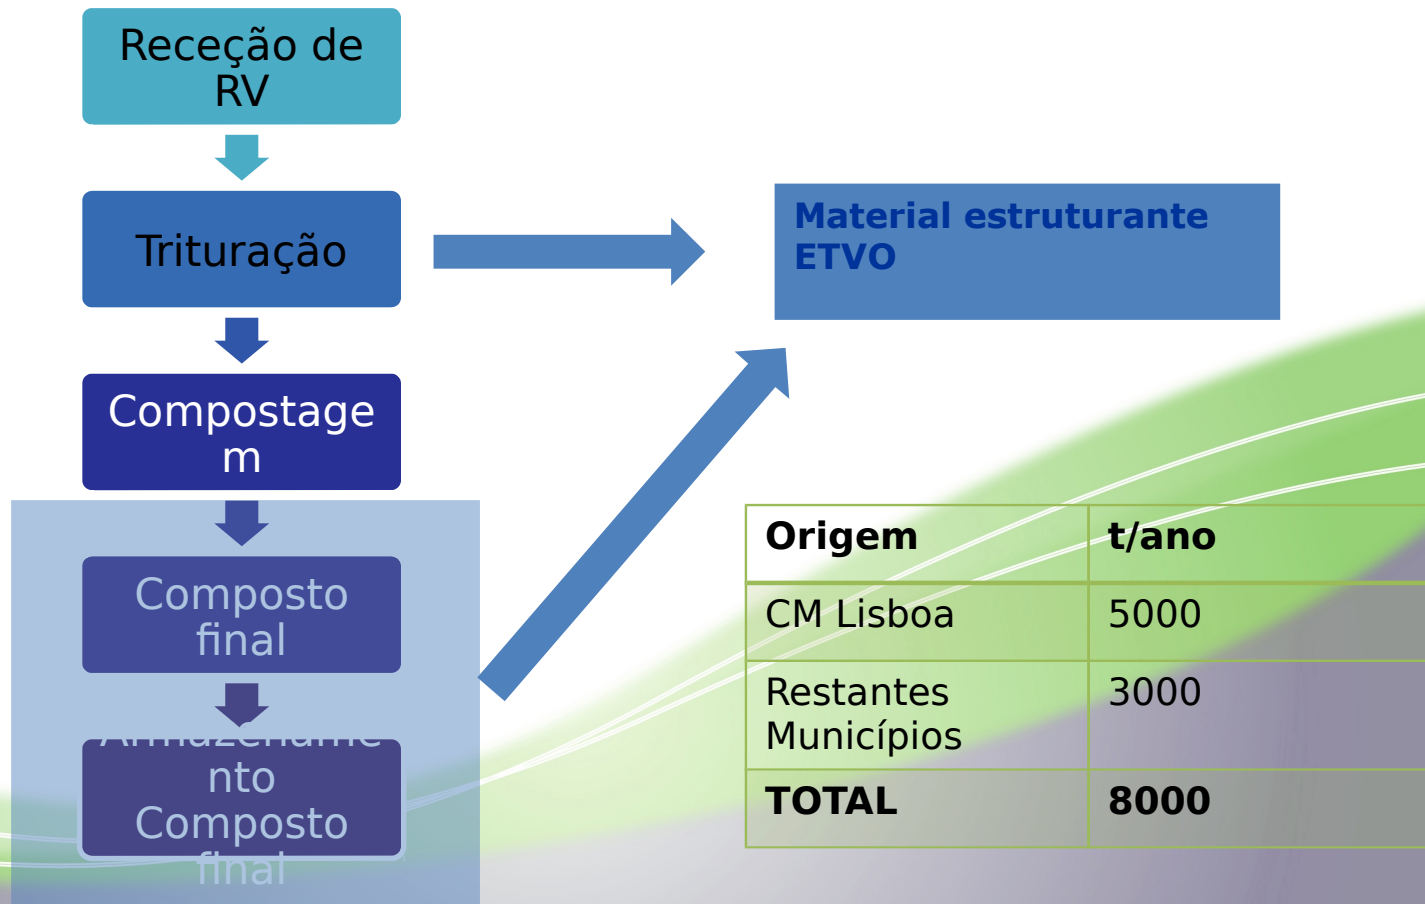 Receção de
RV
Trituração
Compostage
m
Composto
final
Armazename
nto
Composto
final
Material estruturante
ETVO
Origem t/ano
CM Lisboa 5000
Restantes
Municípios 3000
TOTAL 8000